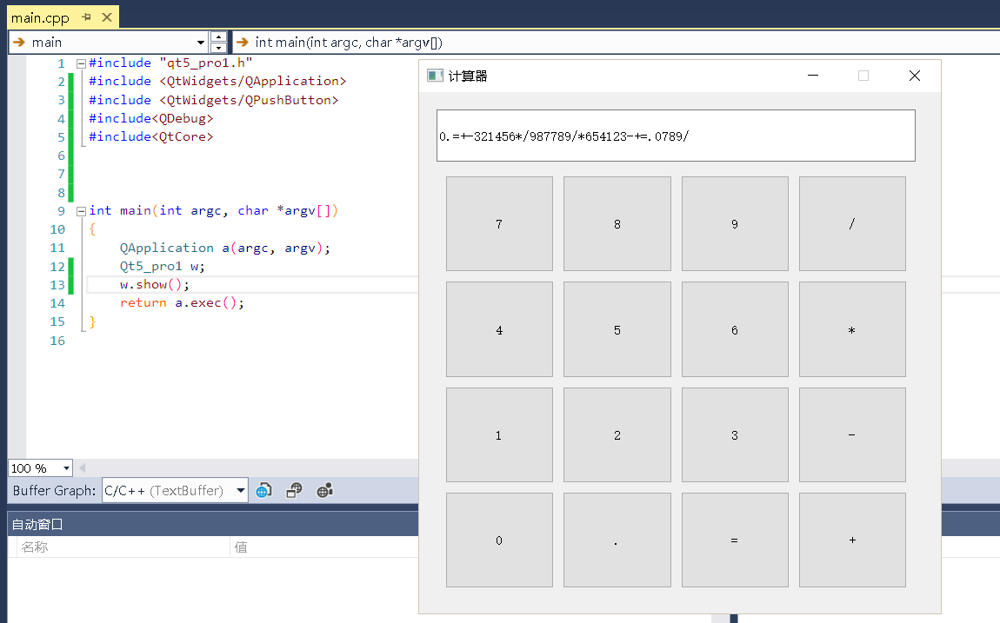 main.cpp
main
int main(int argc, char *argv[])
1 #include "qt5_pro1.h"
2 #include <QtWidgets/QApplication>
3 #include <QtWidgets/QPushButton>
4 #include<QDebug>
5 #include<QtCore>
6
7
8
9 int main(int argc, char *argv[])
10 {
11 QApplication a(argc, argv);
12 Qt5_pro1 w;
13 w.show();
14 return a.exec();
15 }
16
100 %
Buffer Graph: C/C++ (TextBuffer)
自动窗口
名称 值
计算器
0.=+-321456*/987789/*654123-+=.0789/
7 8 9 /
4 5 6 *
1 2 3 -
0 . = +